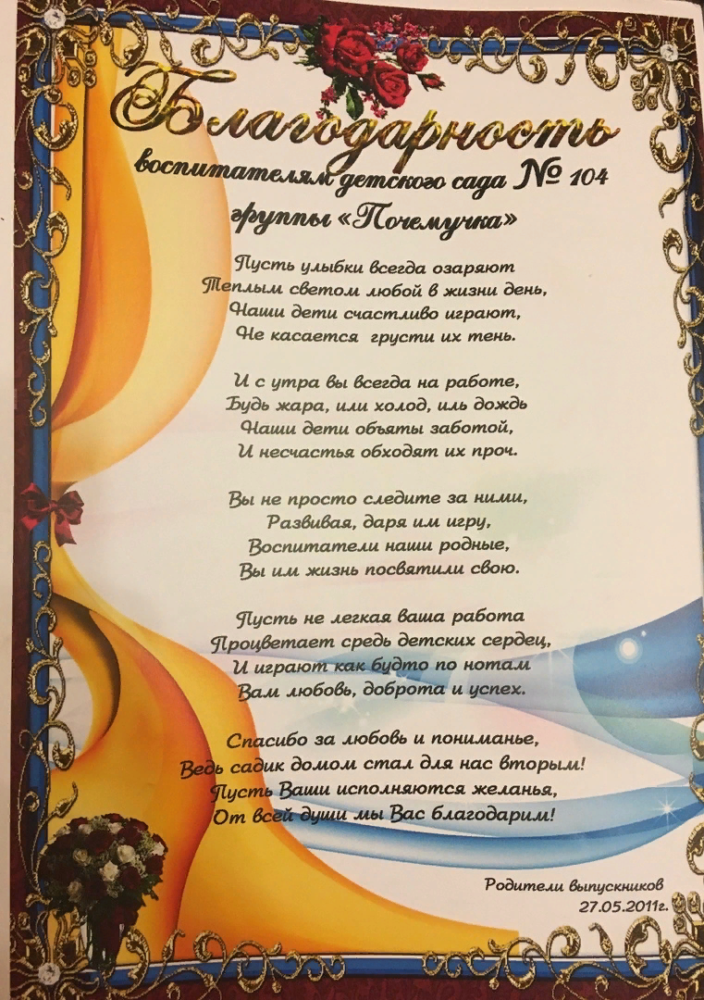 Благодарность
воспитателям детского сада № 104
группы «Почемучка»
Пусть улыбки всегда озаряют
Теплым светом любой в жизни день,
Наши дети счастливо играют,
Не касается грусти их тень.
И с утра вы всегда на работе,
Будь жара, или холод, иль дождь
Наши дети объяты заботой,
И несчастья обходят их проч.
Вы не просто следите за ними,
Развивая, даря им игру,
Воспитатели наши родные,
Вы им жизнь посвятили свою.
Пусть не легкая ваша работа
Процветает средь детских сердец,
И играют как будто по нотам
Вам любовь, доброта и успех.
Спасибо за любовь и пониманье,
Ведь садик домом стал для нас вторым!
Пусть Ваши исполняются желанья,
От всей души мы Вас благодарим!
Родители выпускников
27.05.2011г.